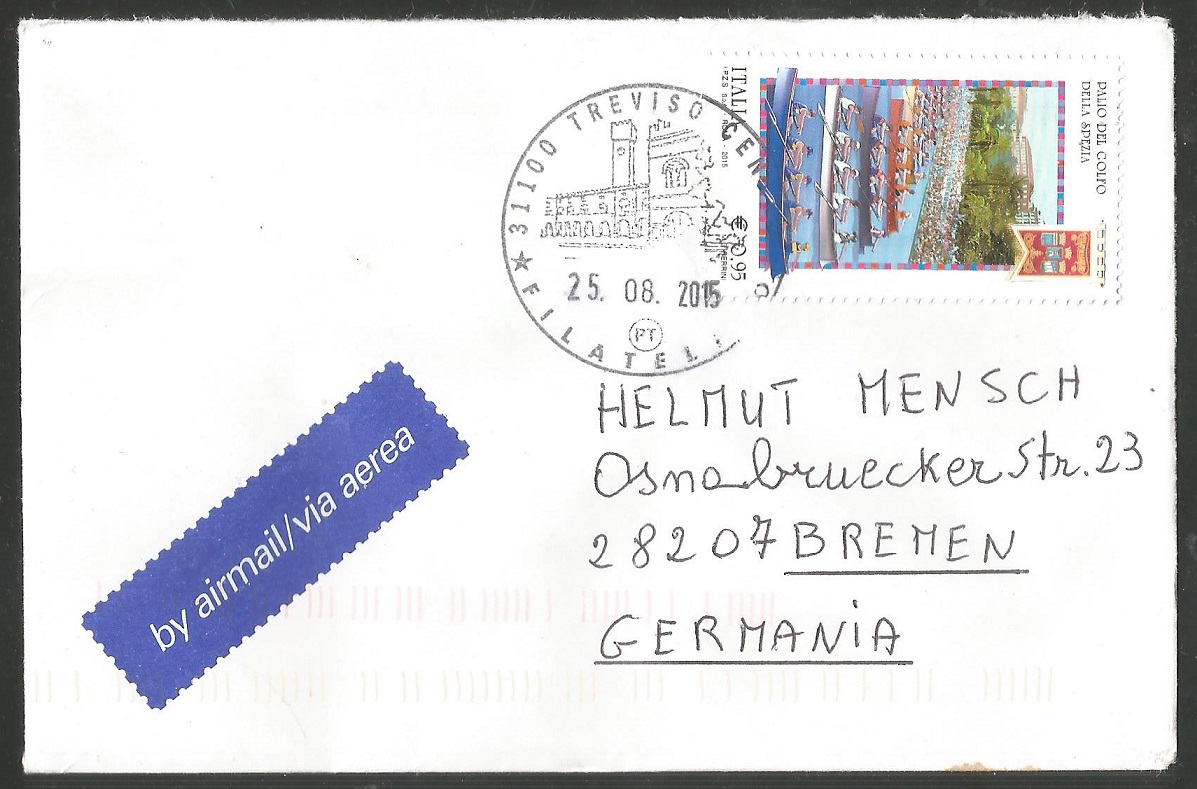 31100 TREVISO CEN
25. 08. 2015
PT
★ FILATELI
ITALIA
2015
€ 0,95
PALIO DEL GOLFO
DELLA SPEZIA
HELMUT MENSCH
Osnabruecker Str. 23
28207 BREMEN
GERMANIA
by airmail/via aerea